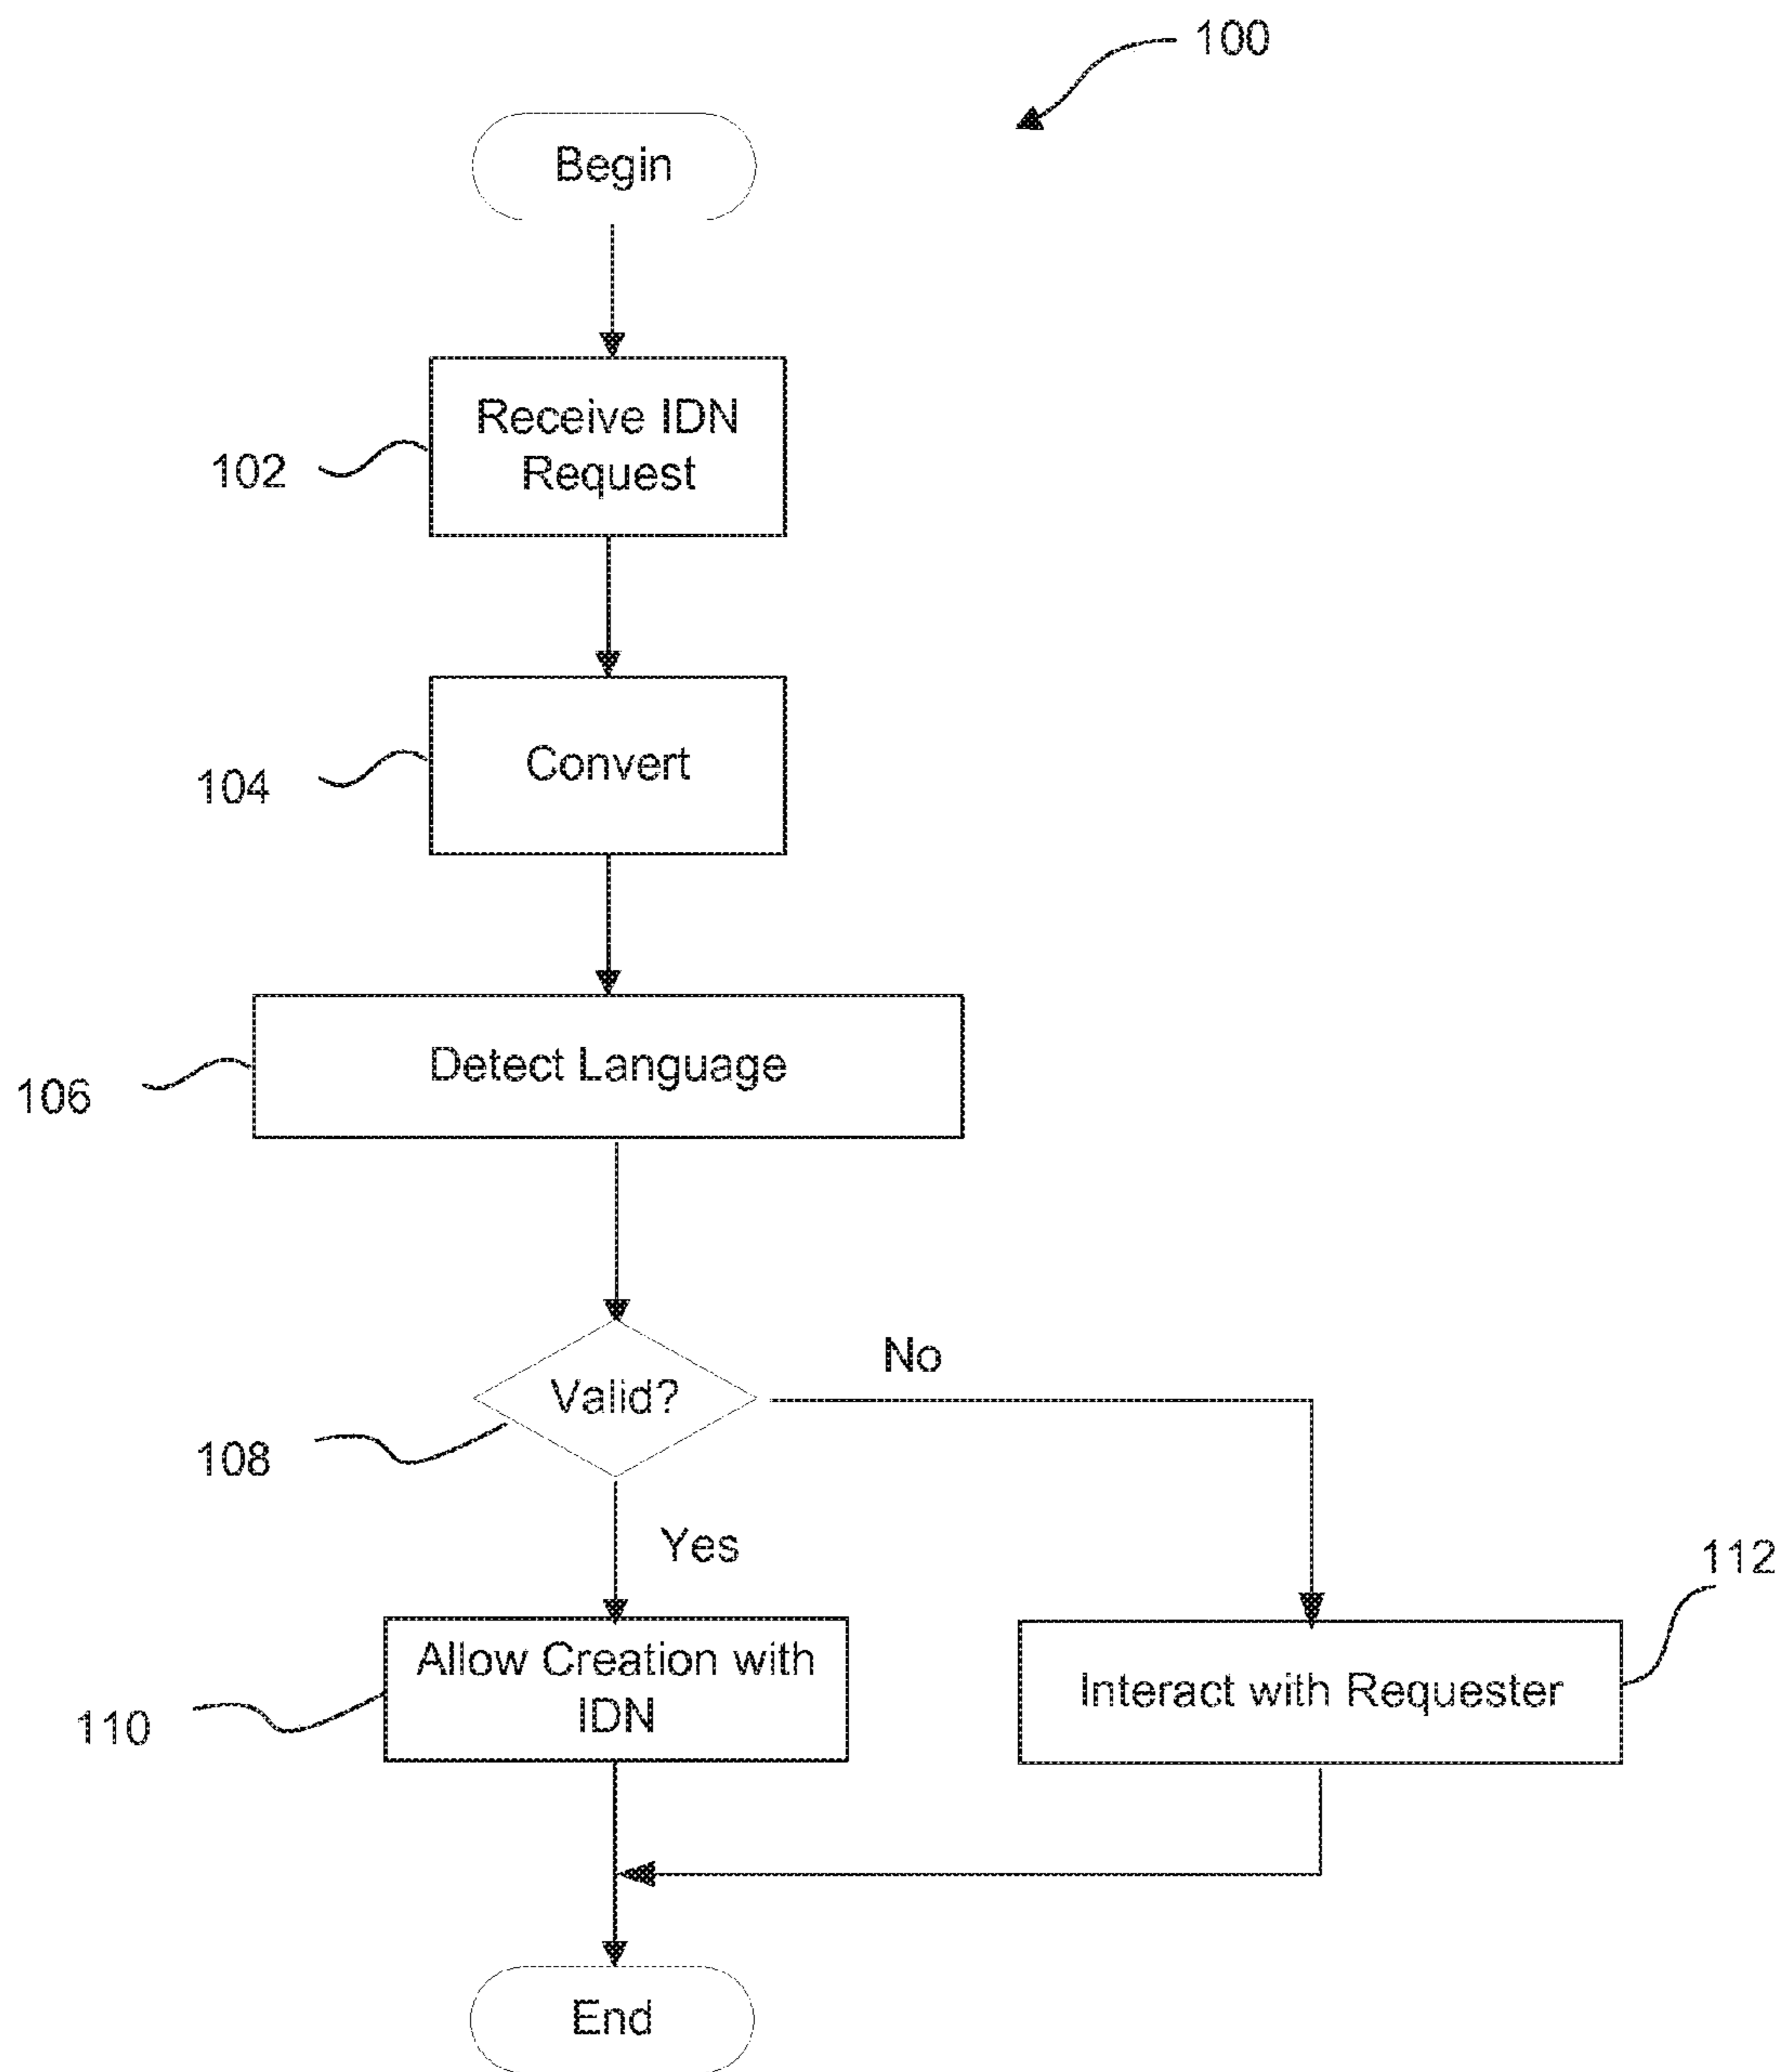 100
Begin
Receive IDN
Request
102
Convert
104
Detect Language
106
Valid?
No
108
Yes
112
Allow Creation with
IDN
110
Interact with Requester
End